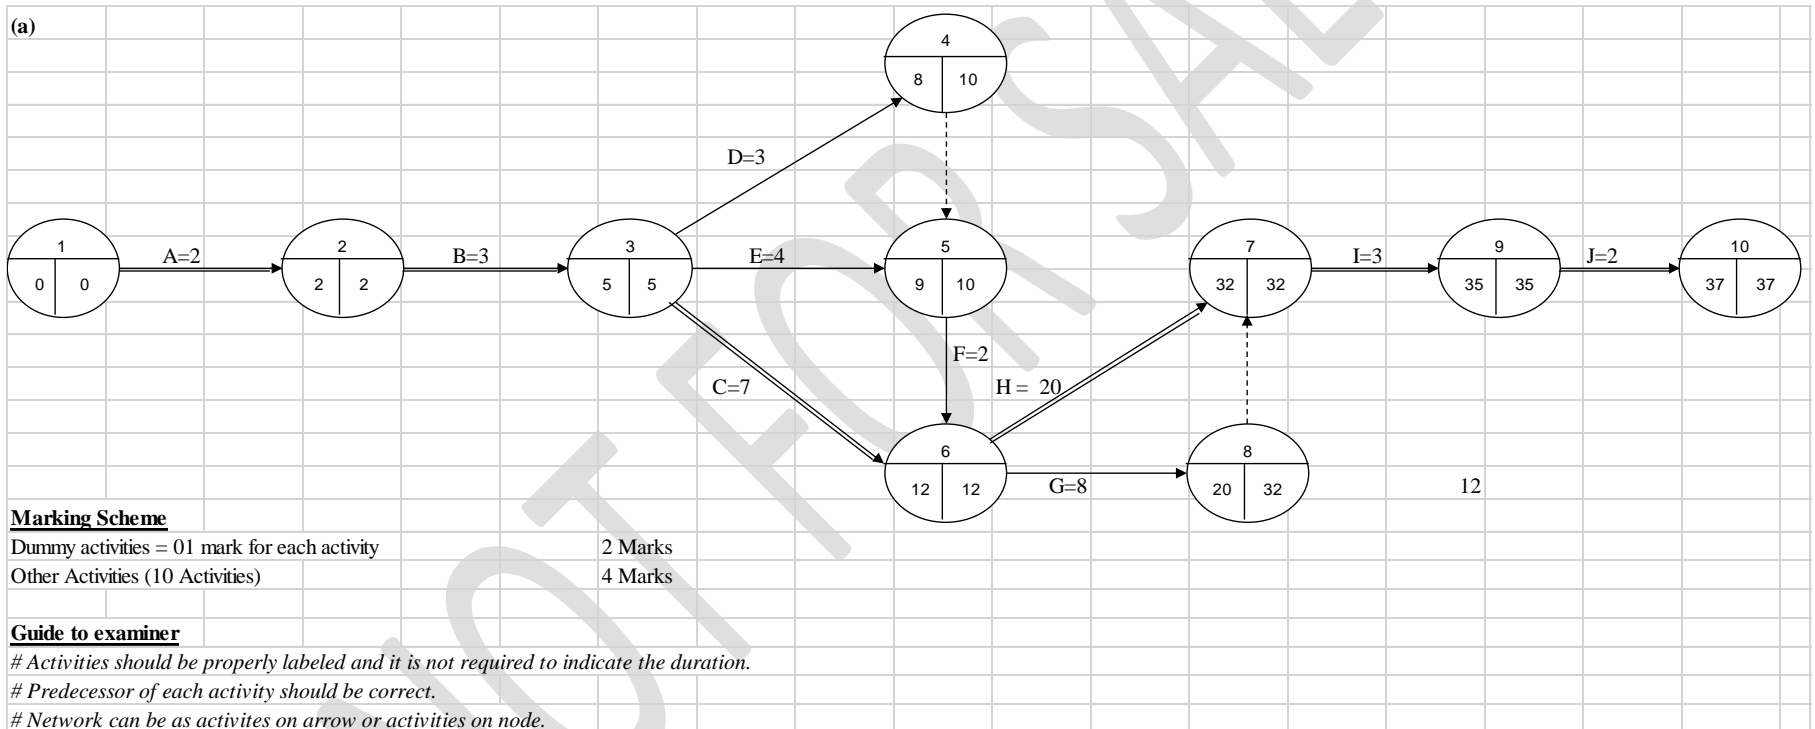 (a)
4
8 10
D=3
1
0 0
A=2
2
2 2
B=3
3
5 5
E=4
5
9 10
7
32 32
I=3
9
35 35
J=2
10
37 37
F=2
C=7
H = 20
6
12 12
G=8
8
20 32
12
Marking Scheme
Dummy activities = 01 mark for each activity 2 Marks
Other Activities (10 Activities) 4 Marks
Guide to examiner
# Activities should be properly labeled and it is not required to indicate the duration.
# Predecessor of each activity should be correct.
# Network can be as activites on arrow or activities on node.
NOT FOR SALE